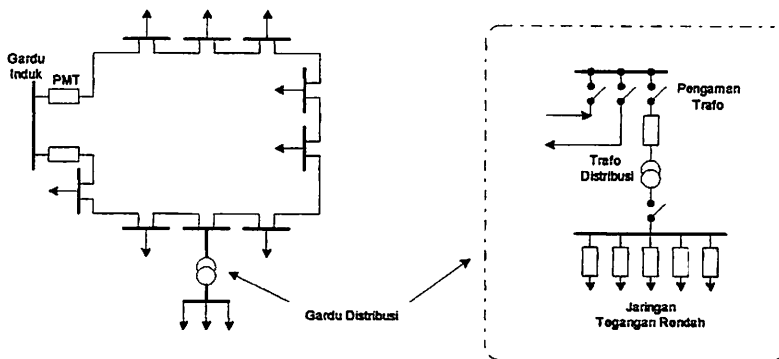 Gardu
Induk
PMT
Gardu Distribusi
Pengaman
Trafo
Trafo
Distribusi
Jaringan
Tegangan Rendah